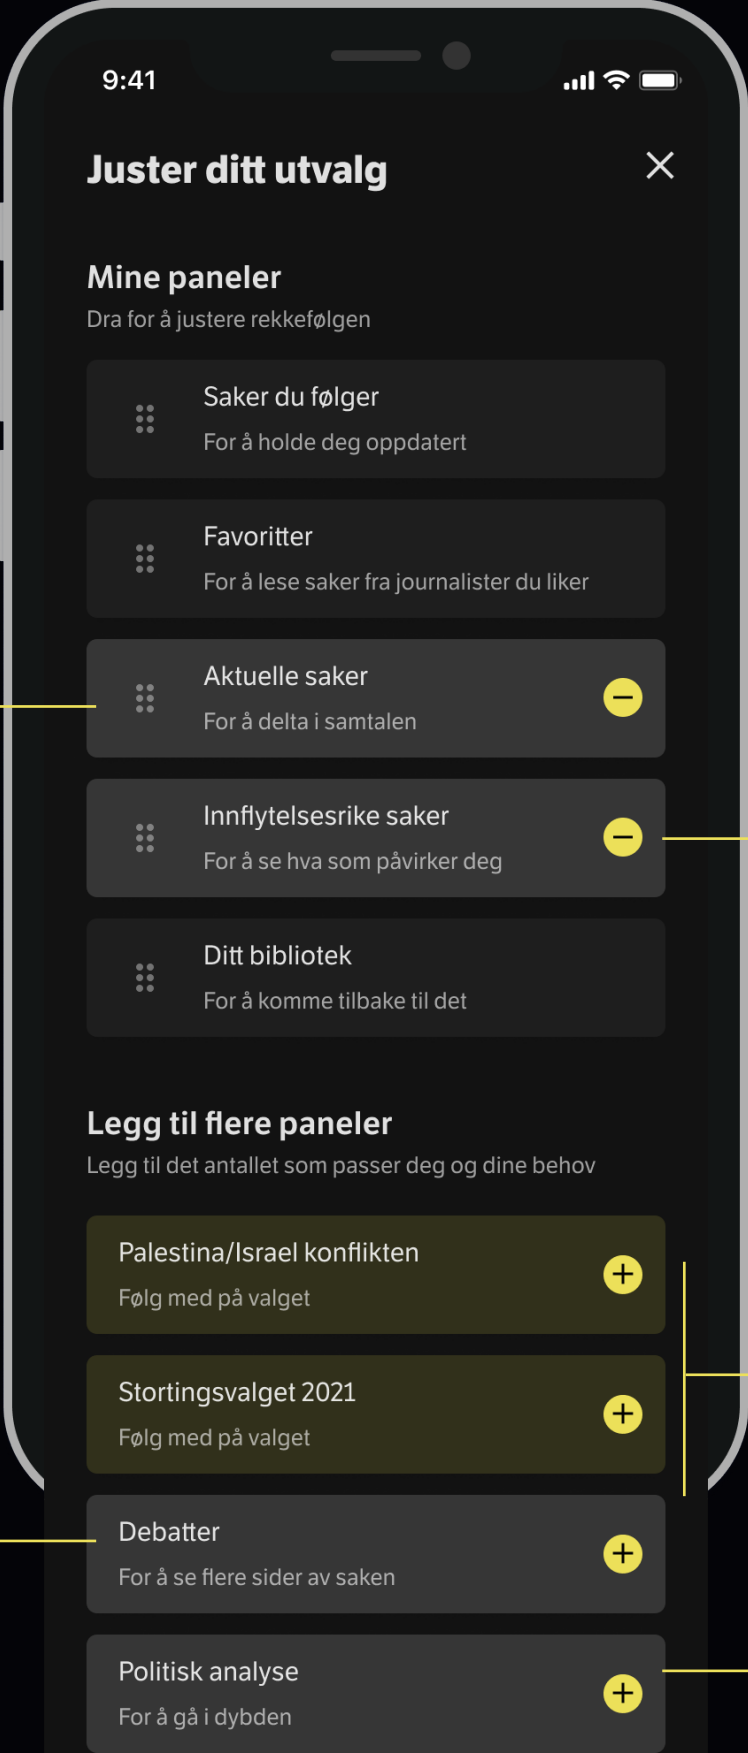 9:41
Juster ditt utvalg
Mine paneler
Dra for å justere rekkefølgen
Saker du følger
For å holde deg oppdatert
Favoritter
For å lese saker fra journalister du liker
Aktuelle saker
For å delta i samtalen
Innflytelsesrike saker
For å se hva som påvirker deg
Ditt bibliotek
For å komme tilbake til det
Legg til flere paneler
Legg til det antallet som passer deg og dine behov
Palestina/Israel konflikten
Følg med på valget
Stortingsvalget 2021
Følg med på valget
Debatter
For å se flere sider av saken
Politisk analyse
For å gå i dybden